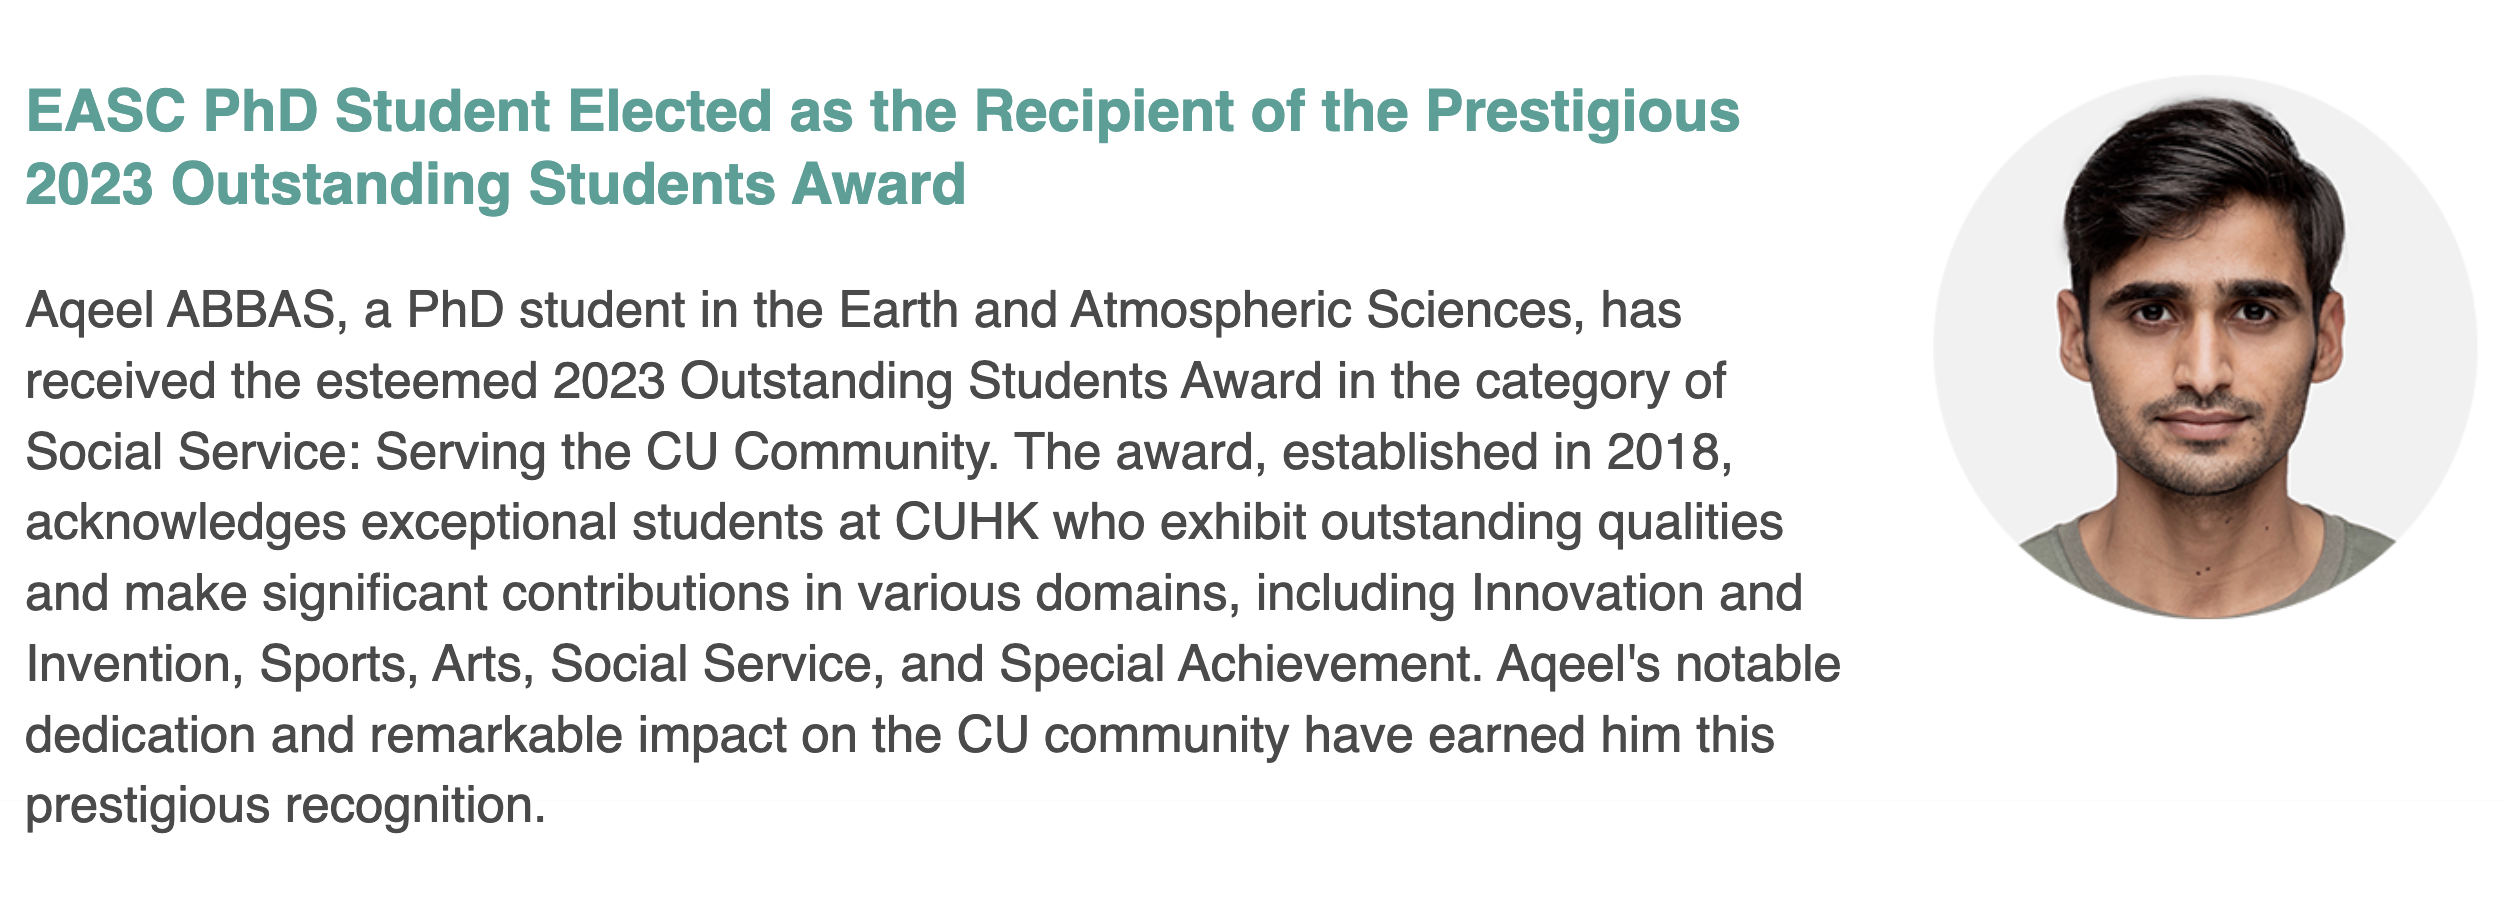 EASC PhD Student Elected as the Recipient of the Prestigious
2023 Outstanding Students Award
Aqeel ABBAS, a PhD student in the Earth and Atmospheric Sciences, has
received the esteemed 2023 Outstanding Students Award in the category of
Social Service: Serving the CU Community. The award, established in 2018,
acknowledges exceptional students at CUHK who exhibit outstanding qualities
and make significant contributions in various domains, including Innovation and
Invention, Sports, Arts, Social Service, and Special Achievement. Aqeel's notable
dedication and remarkable impact on the CU community have earned him this
prestigious recognition.